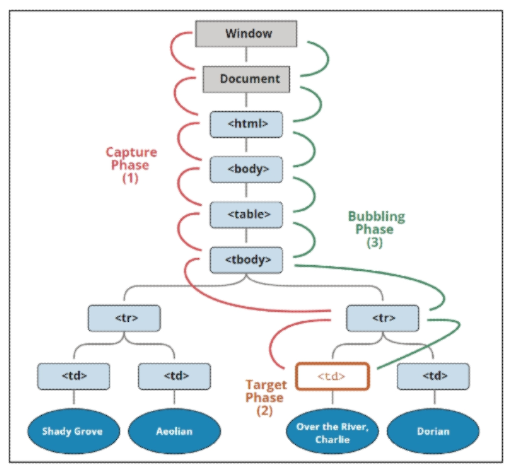 Window
Document
<html>
Capture
Phase
(1)
<body>
<table>
Bubbling
Phase
(3)
<tbody>
<tr>
<tr>
<td>
<td>
Target
Phase
(2)
<td>
<td>
Shady Grove
Aeolian
Over the River,
Charlie
Dorian